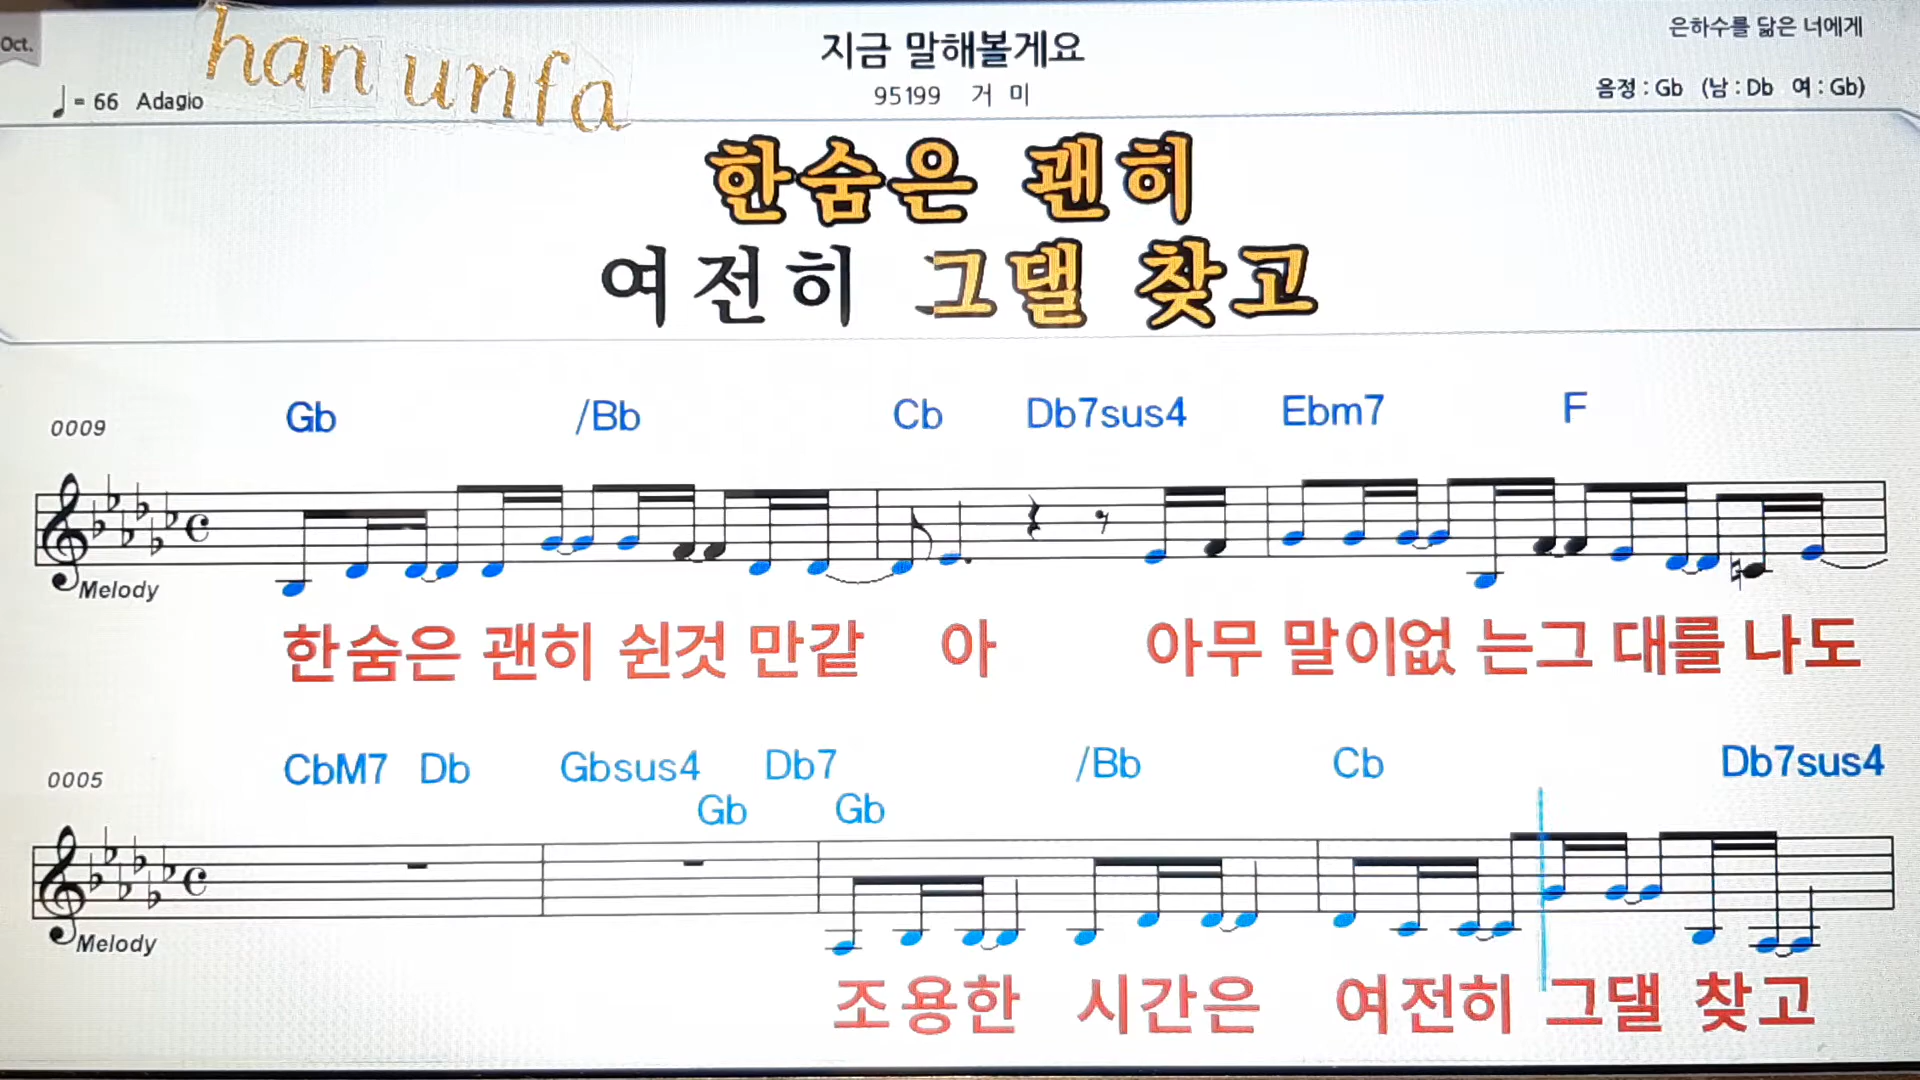 Oct.
han unfa
지금 말해볼게요
은하수를 닮은 너에게
♩= 66 Adagio
95199 거 미
음정 : Gb (남 : Db 여 : Gb)
한숨은 괜히
여전히 그댈 찾고
0009
Gb /Bb Cb Db7sus4 Ebm7 F
Melody
한숨은 괜히 쉰것 만같 아 아무 말이없 는그 대를 나도
0005
CbM7 Db Gbsus4 Gb Db7 Gb /Bb Cb Db7sus4
Melody
조용한 시간은 여전히 그댈 찾고